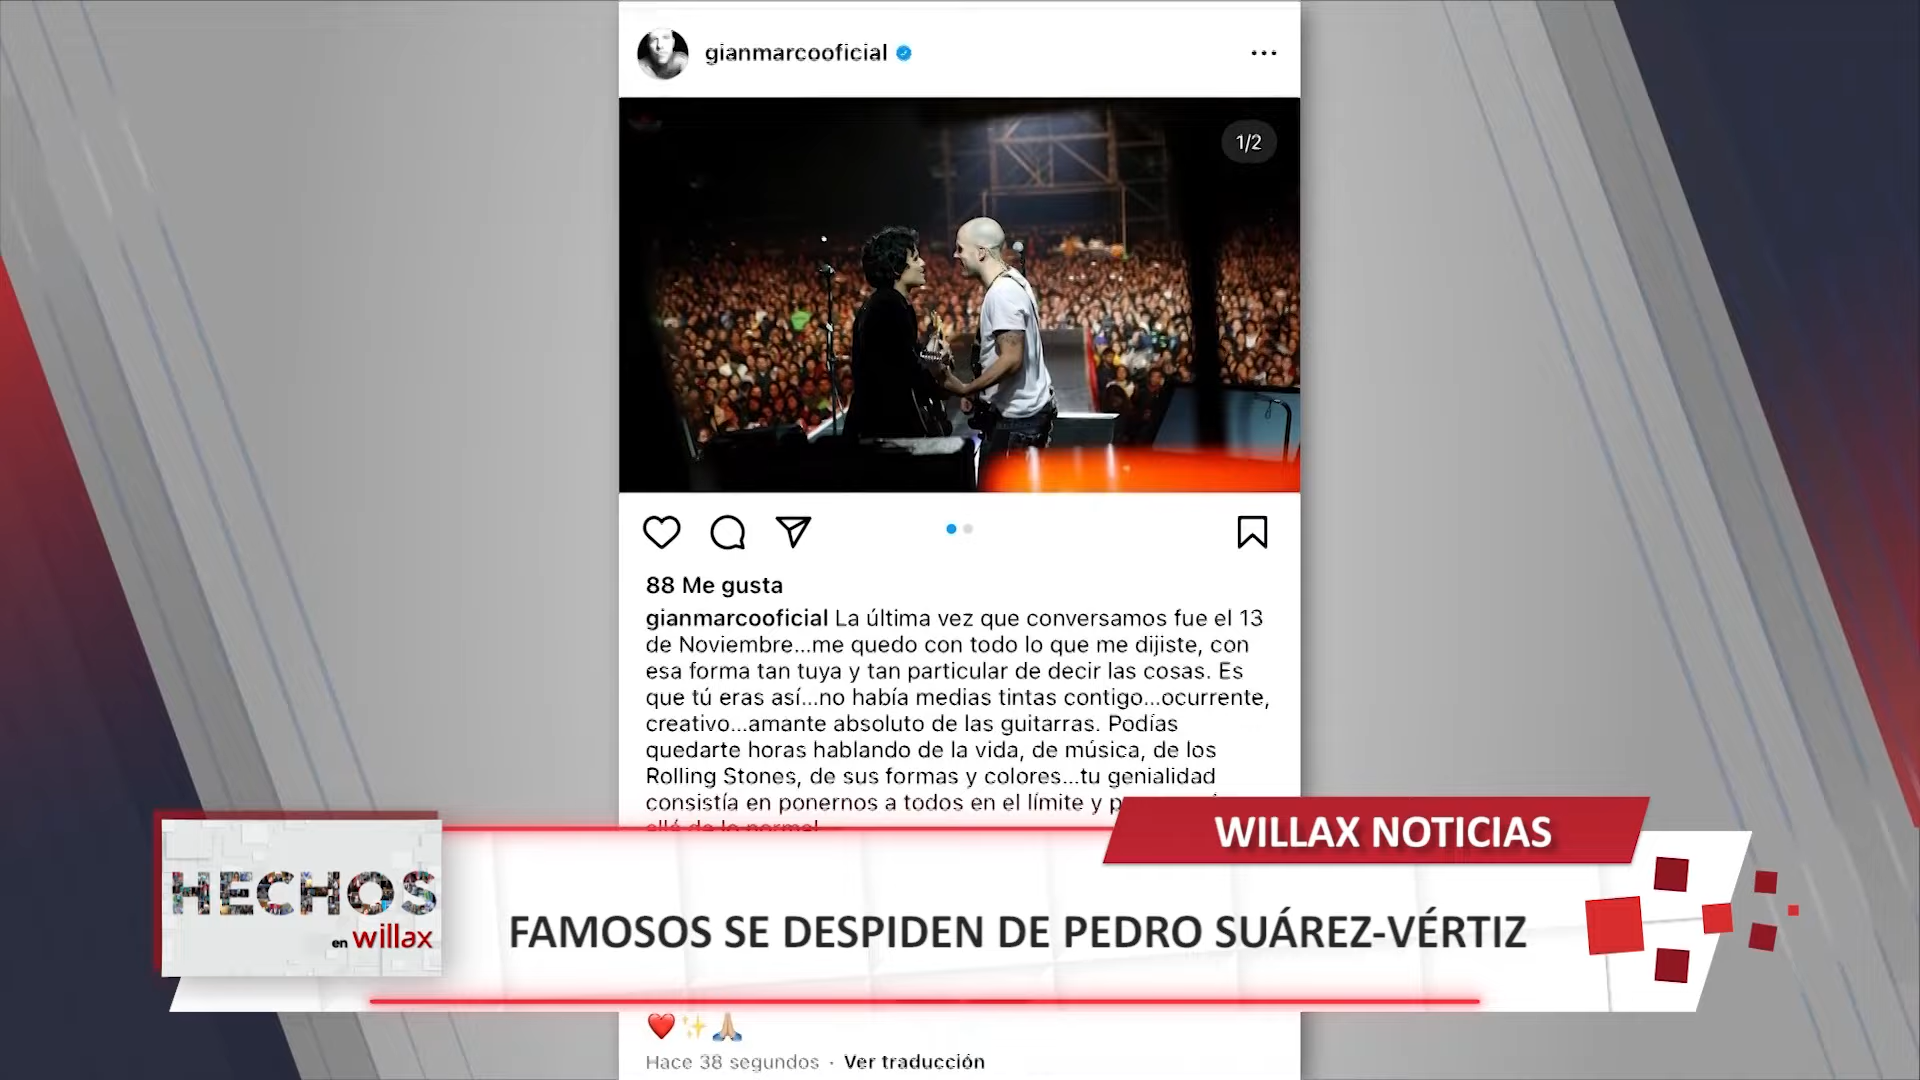 gianmarcooficial
1/2
88 Me gusta
gianmarcooficial La última vez que conversamos fue el 13
de Noviembre...me quedo con todo lo que me dijiste, con
esa forma tan tuya y tan particular de decir las cosas. Es
que tú eras así...no había medias tintas contigo...ocurrente,
creativo...amante absoluto de las guitarras. Podías
quedarte horas hablando de la vida, de música, de los
Rolling Stones, de sus formas y colores...tu genialidad
consistía en ponernos a todos en el límite y
allá de lo normal
WILLAX NOTICIAS
HECHOS
en willax
FAMOSOS SE DESPIDEN DE PEDRO SUÁREZ-VÉRTIZ
❤️✨🙏🏼
Hace 38 segundos · Ver traducción